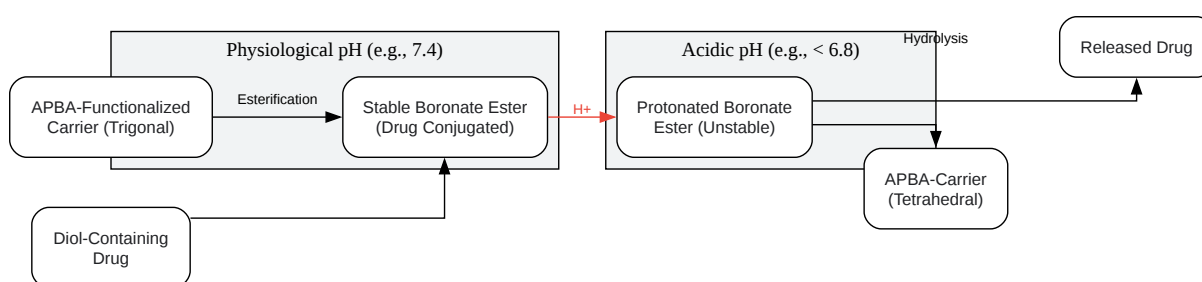 Physiological pH (e.g., 7.4)
Acidic pH (e.g., < 6.8)
Hydrolysis
Released Drug
APBA-Functionalized
Carrier (Trigonal)
Esterification
Stable Boronate Ester
(Drug Conjugated)
H+
Protonated Boronate
Ester (Unstable)
APBA-Carrier
(Tetrahedral)
Diol-Containing
Drug